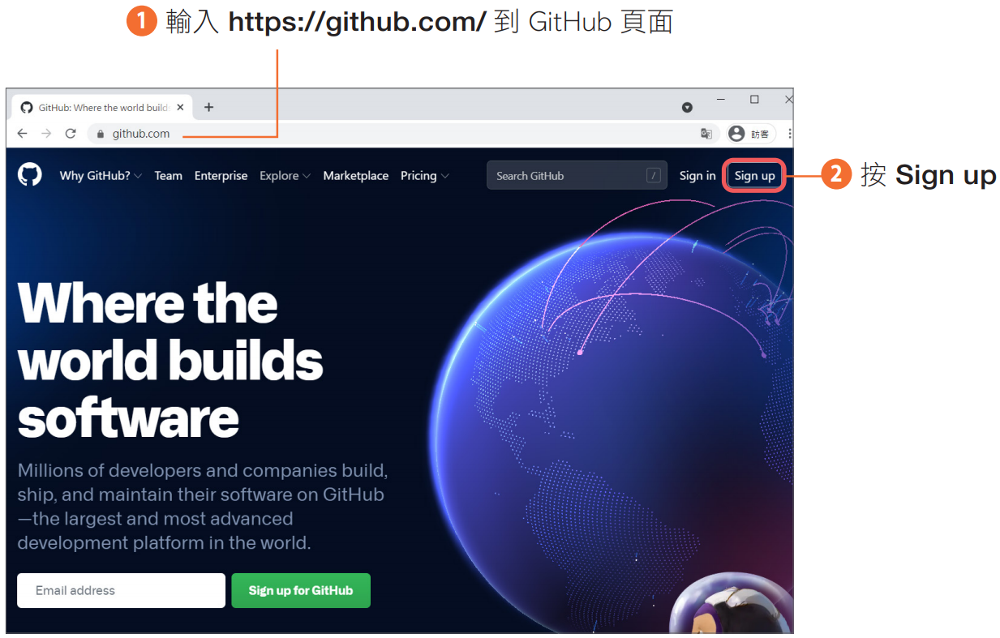 1 輸入 https://github.com/ 到 GitHub 頁面
GitHub: Where the world build
github.com
訪客
Why GitHub? Team Enterprise Explore Marketplace Pricing Search GitHub / Sign in Sign up
2 按 Sign up
Where the
world builds
software
Millions of developers and companies build,
ship, and maintain their software on GitHub
—the largest and most advanced
development platform in the world.
Email address Sign up for GitHub